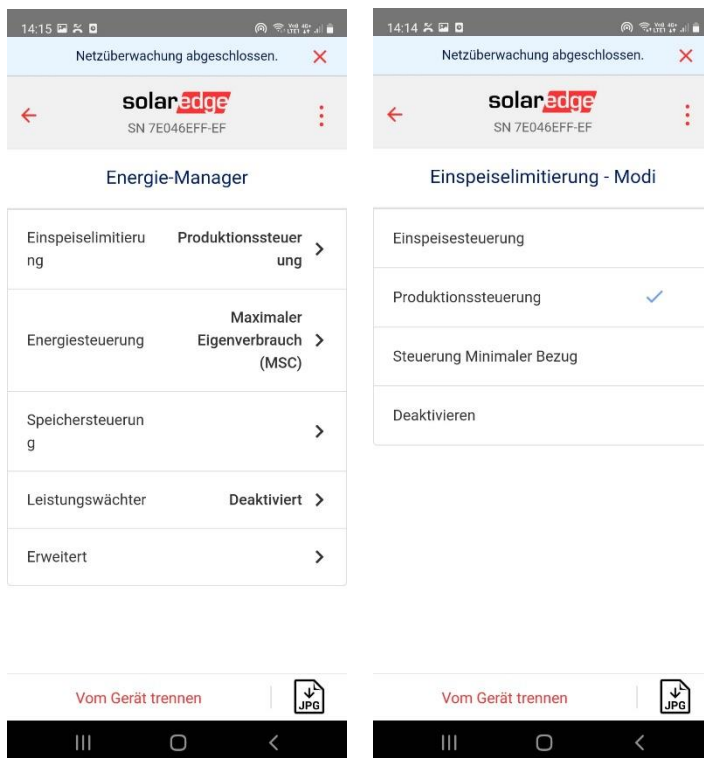 14:15
Netzüberwachung abgeschlossen.
solaredge
SN 7E046EFF-EF
Energie-Manager
Einspeiselimitieru
ng
Produktionssteuer
ung
Energiesteuerung
Maximaler
Eigenverbrauch
(MSC)
Speichersteuerun
g
Leistungswächter
Deaktiviert
Erweitert
Vom Gerät trennen
JPG
14:14
Netzüberwachung abgeschlossen.
solaredge
SN 7E046EFF-EF
Einspeiselimitierung - Modi
Einspeisesteuerung
Produktionssteuerung
Steuerung Minimaler Bezug
Deaktivieren
Vom Gerät trennen
JPG